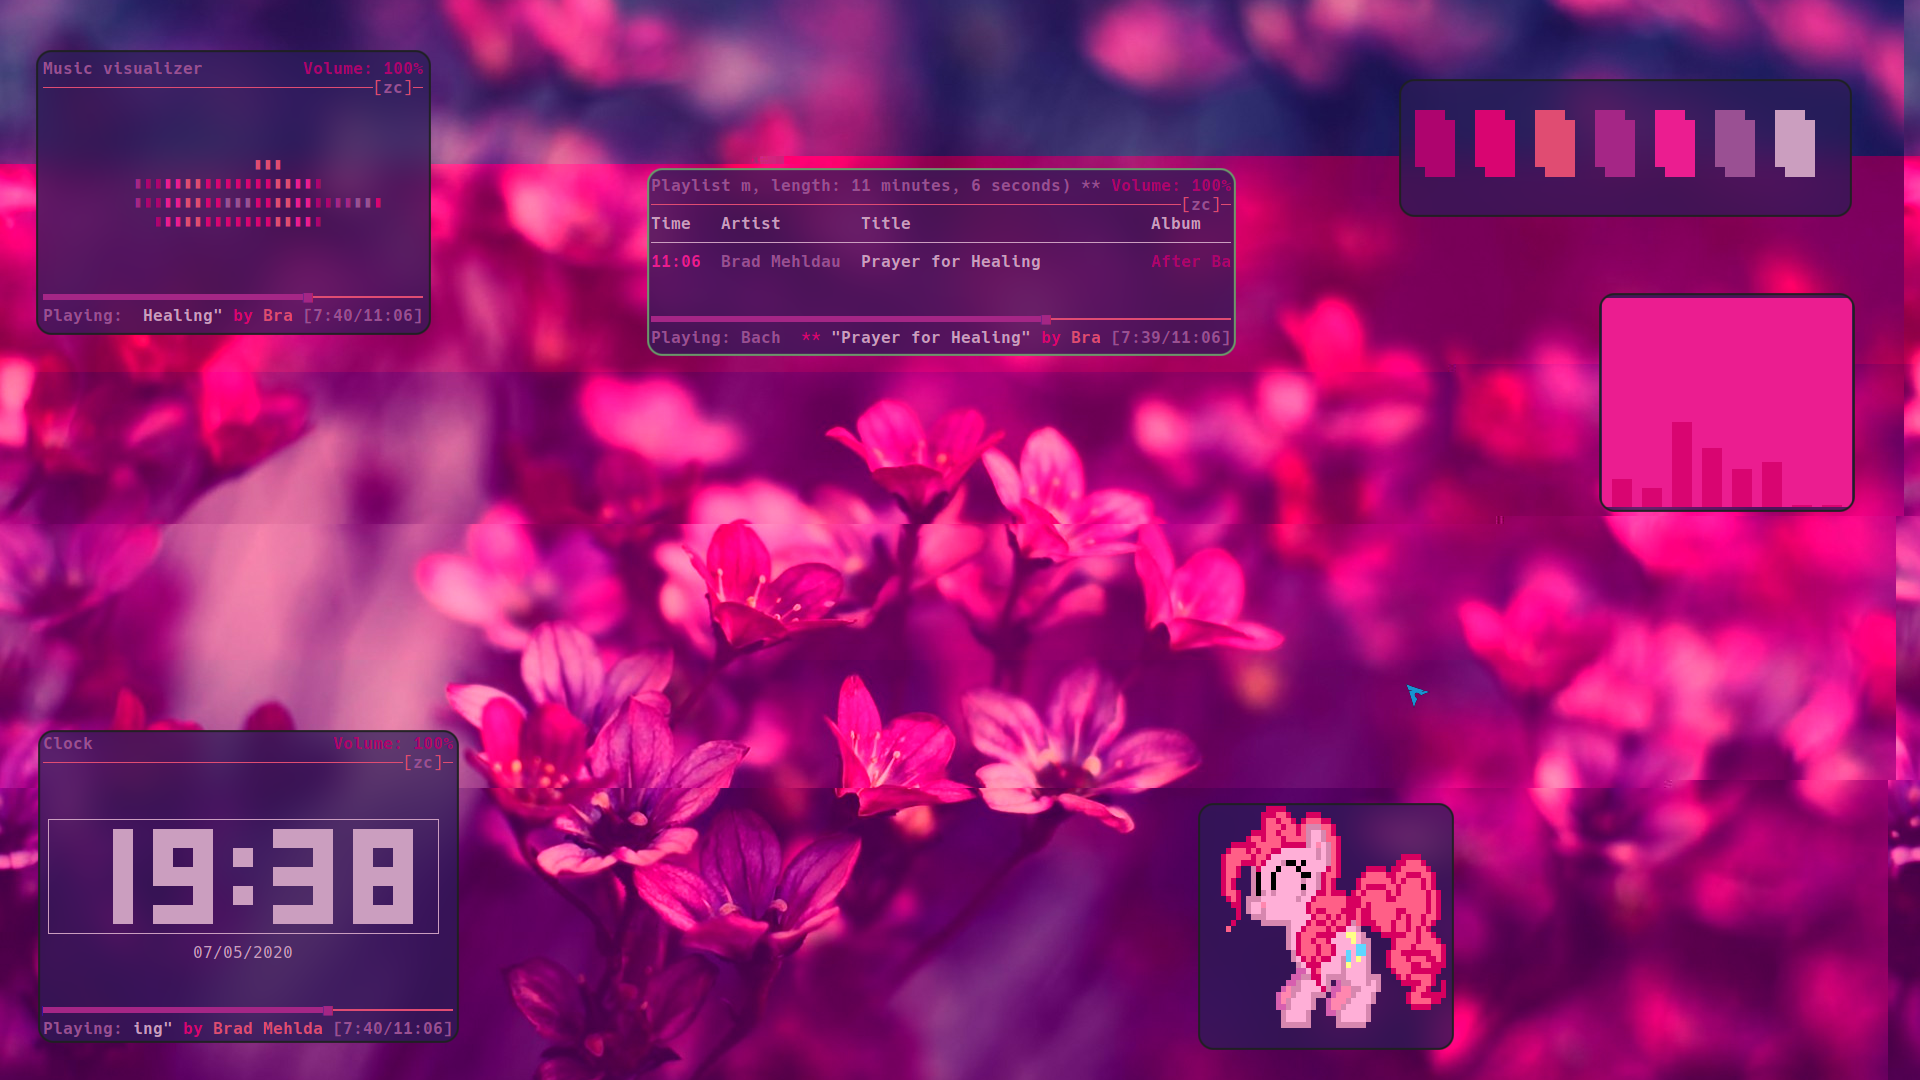 Music visualizer Volume: 100%
[zc]
Playing: Healing" by Bra [7:40/11:06]
Playlist m, length: 11 minutes, 6 seconds) ** Volume: 100%
[zc]
Time Artist Title Album
11:06 Brad Mehldau Prayer for Healing After Ba
Playing: Bach ** "Prayer for Healing" by Bra [7:39/11:06]
Clock Volume: 100%
[zc]
19:38
07/05/2020
Playing: ing" by Brad Mehlda [7:40/11:06]